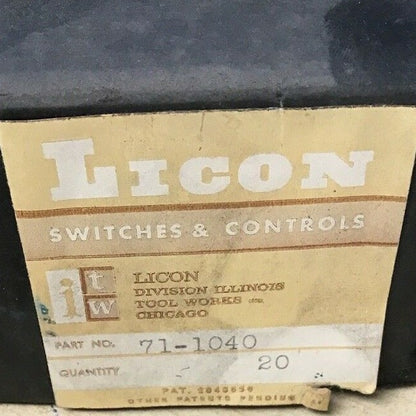 LICON
SWITCHES & CONTROLS
itw
LICON
DIVISION ILLINOIS
TOOL WORKS INC.
CHICAGO
PART NO. 71-1040
QUANTITY - 20
PAT.
OTHER PATENTS PENDING